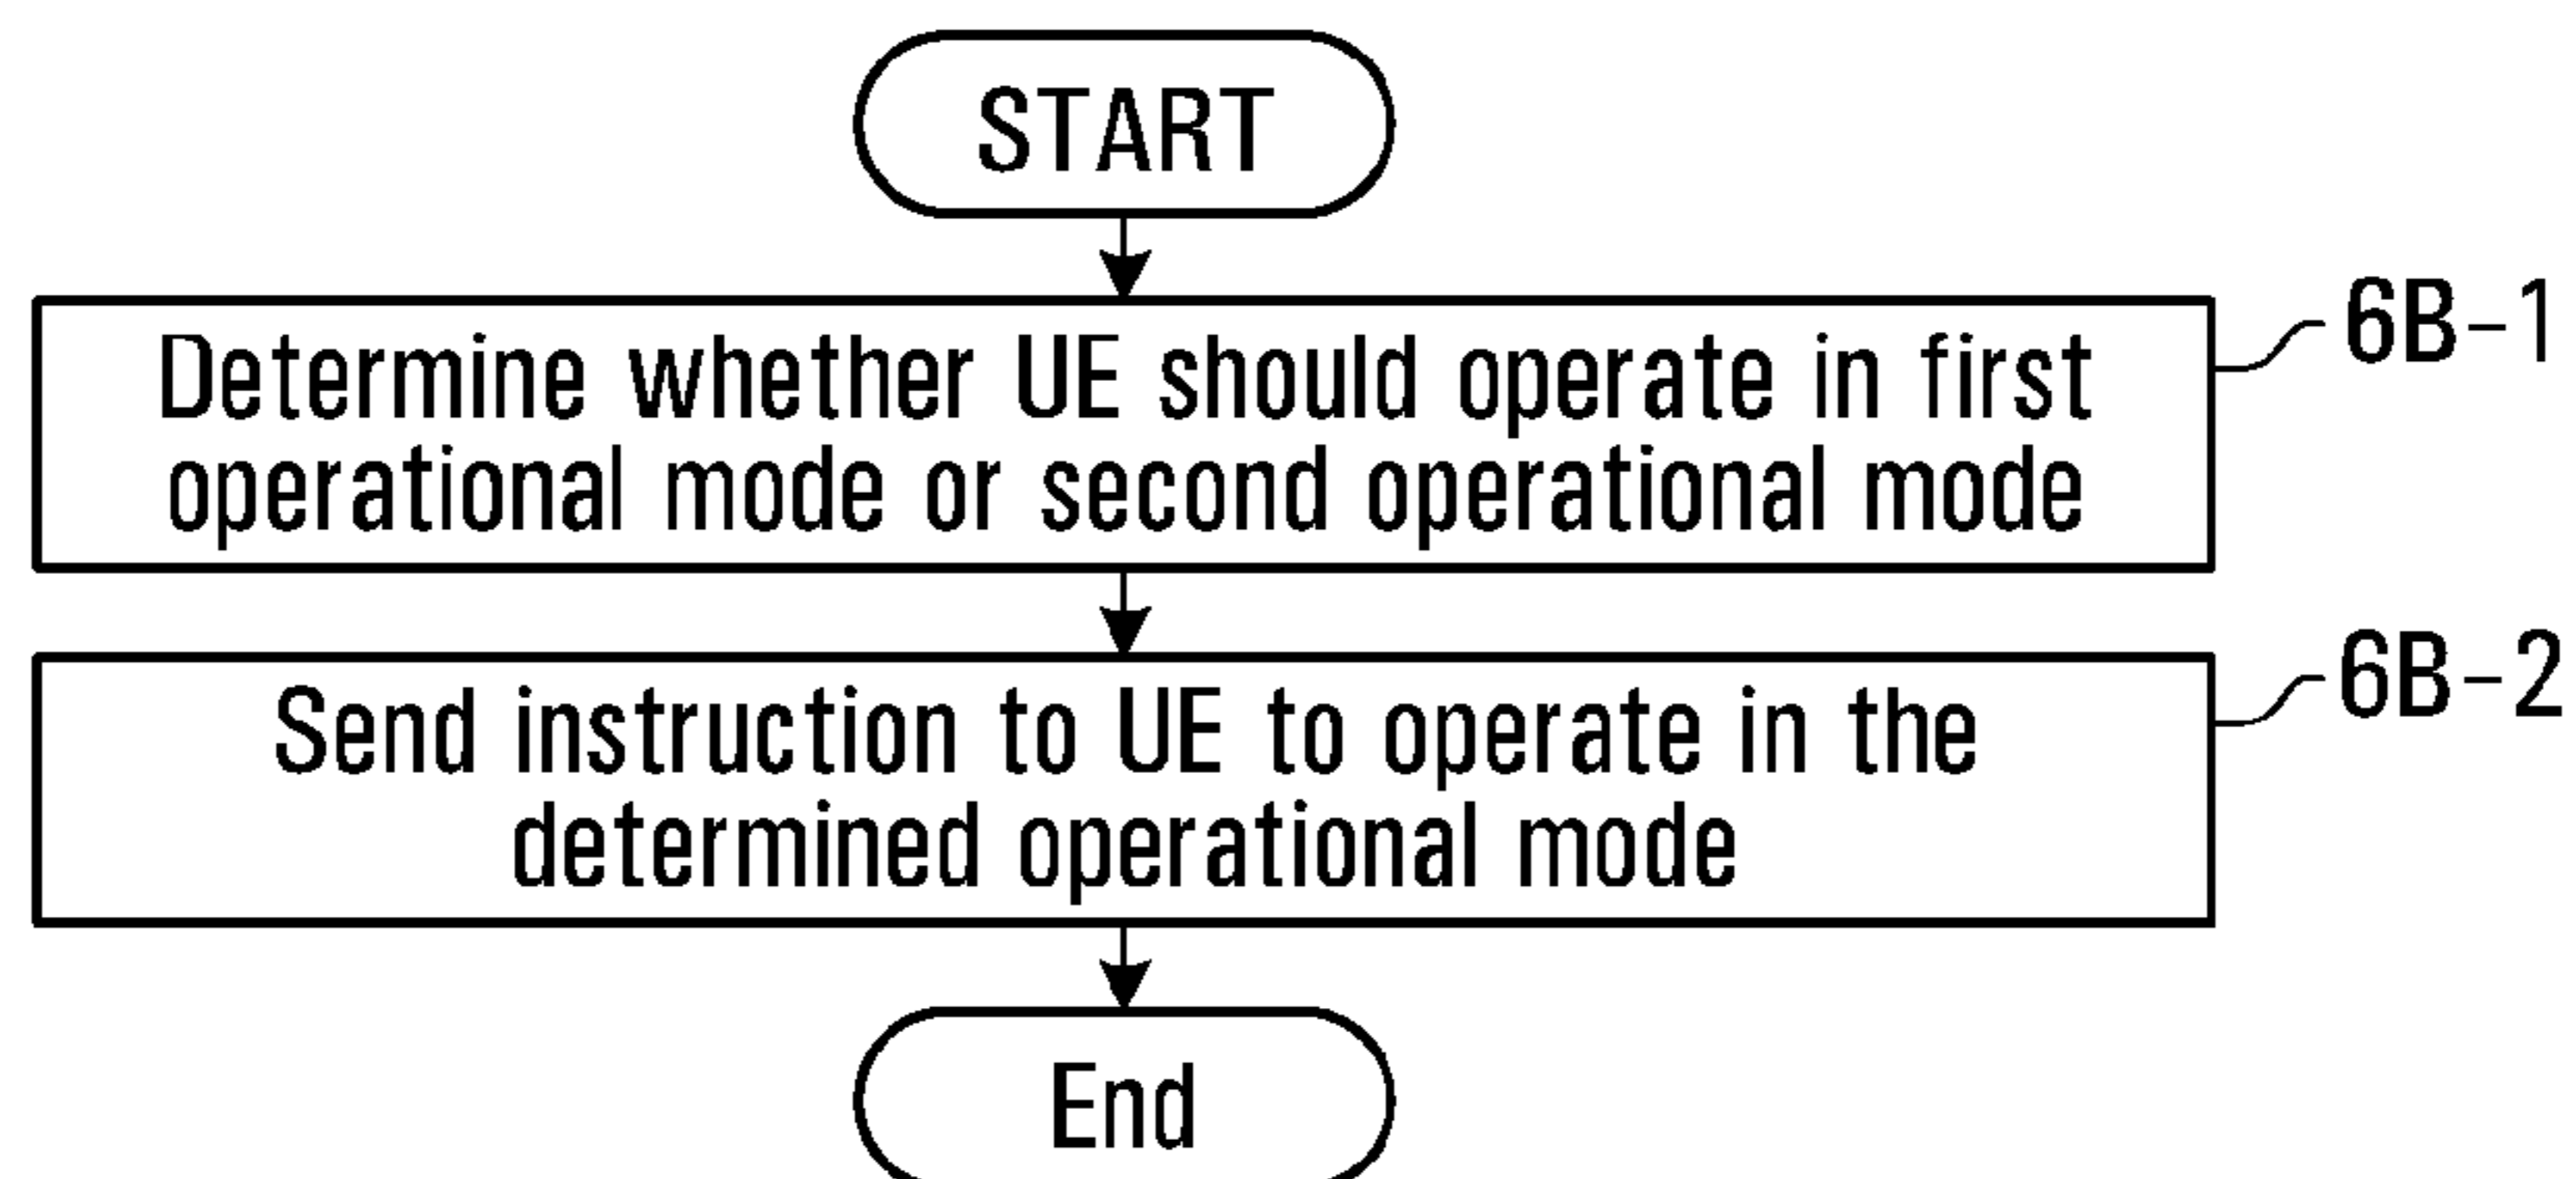 START
Determine whether UE should operate in first
operational mode or second operational mode
6B-1
Send instruction to UE to operate in the
determined operational mode
6B-2
End